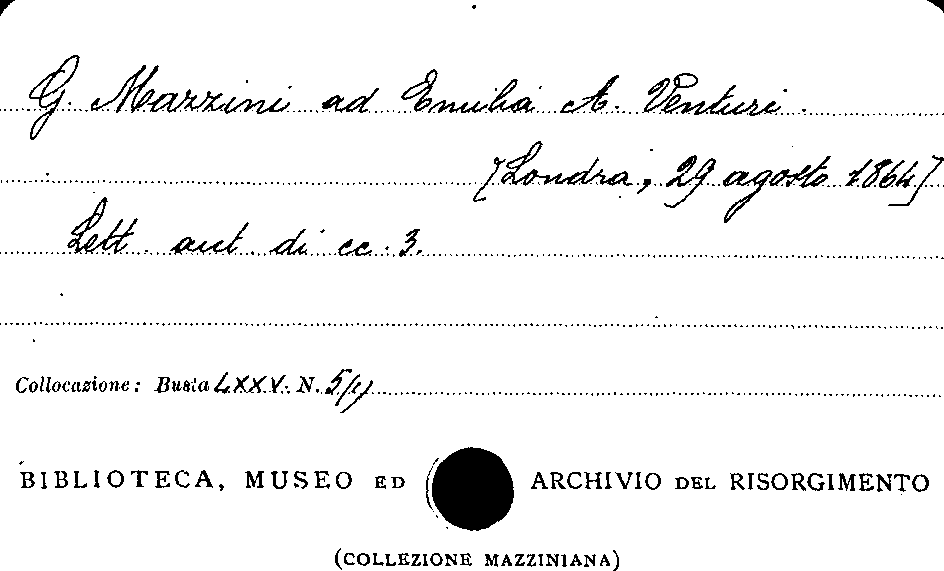 G. Mazzini ad Emilia A. Venturi.
[Londra, 29 agosto 1864]
Lett. aut. di cc. 3.
Collocazione: Busta LXXV. N. 5/(1)
BIBLIOTECA, MUSEO ED ARCHIVIO DEL RISORGIMENTO
(COLLEZIONE MAZZINIANA)